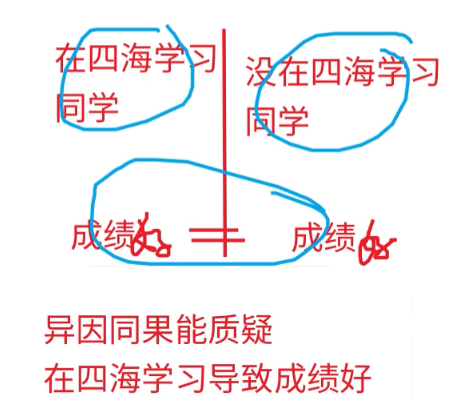 在四海学习
同学
没在四海学习
同学
成绩好 = 成绩好
异因同果能质疑
在四海学习导致成绩好